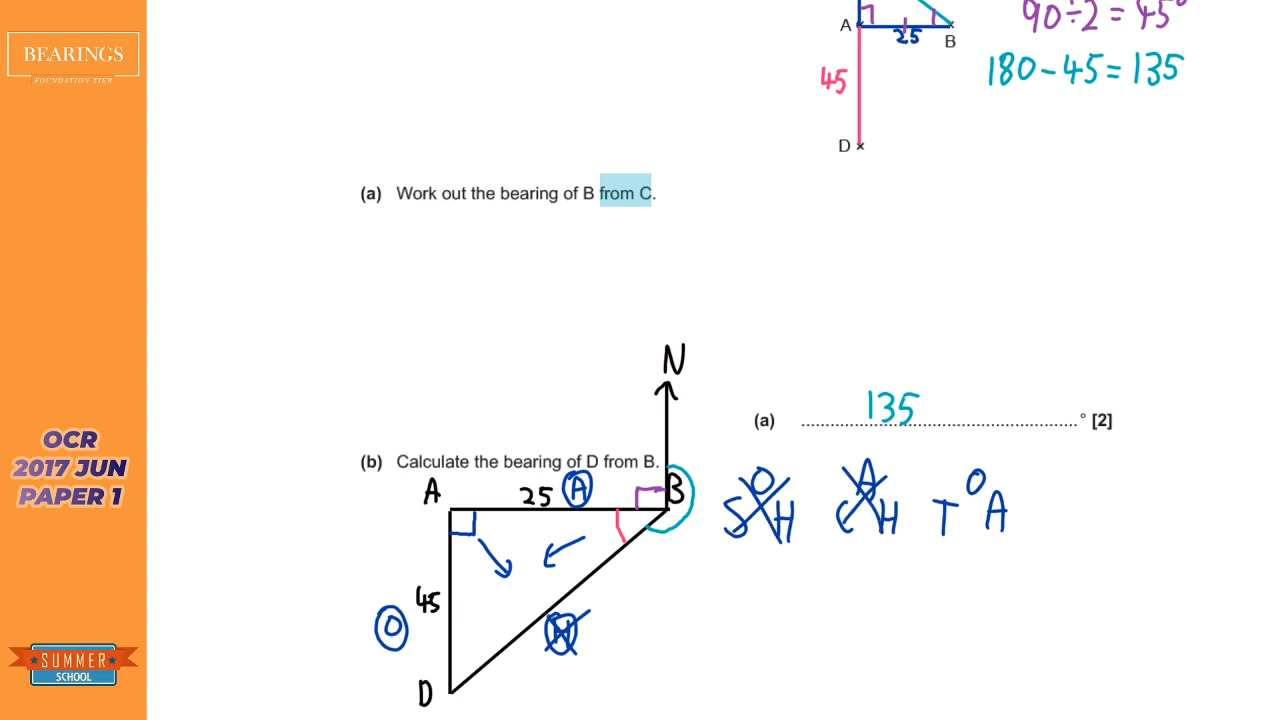 BEARINGS
FOUNDATION TIER
90÷2 = 45°
A
25
B
180-45=135
45
D
(a) Work out the bearing of B from C.
N
(a) 135 ° [2]
(b) Calculate the bearing of D from B.
A
25
A
B
S O H
C A H
T O A
45
O
H
D
OCR
2017 JUN
PAPER 1
SUMMER
SCHOOL